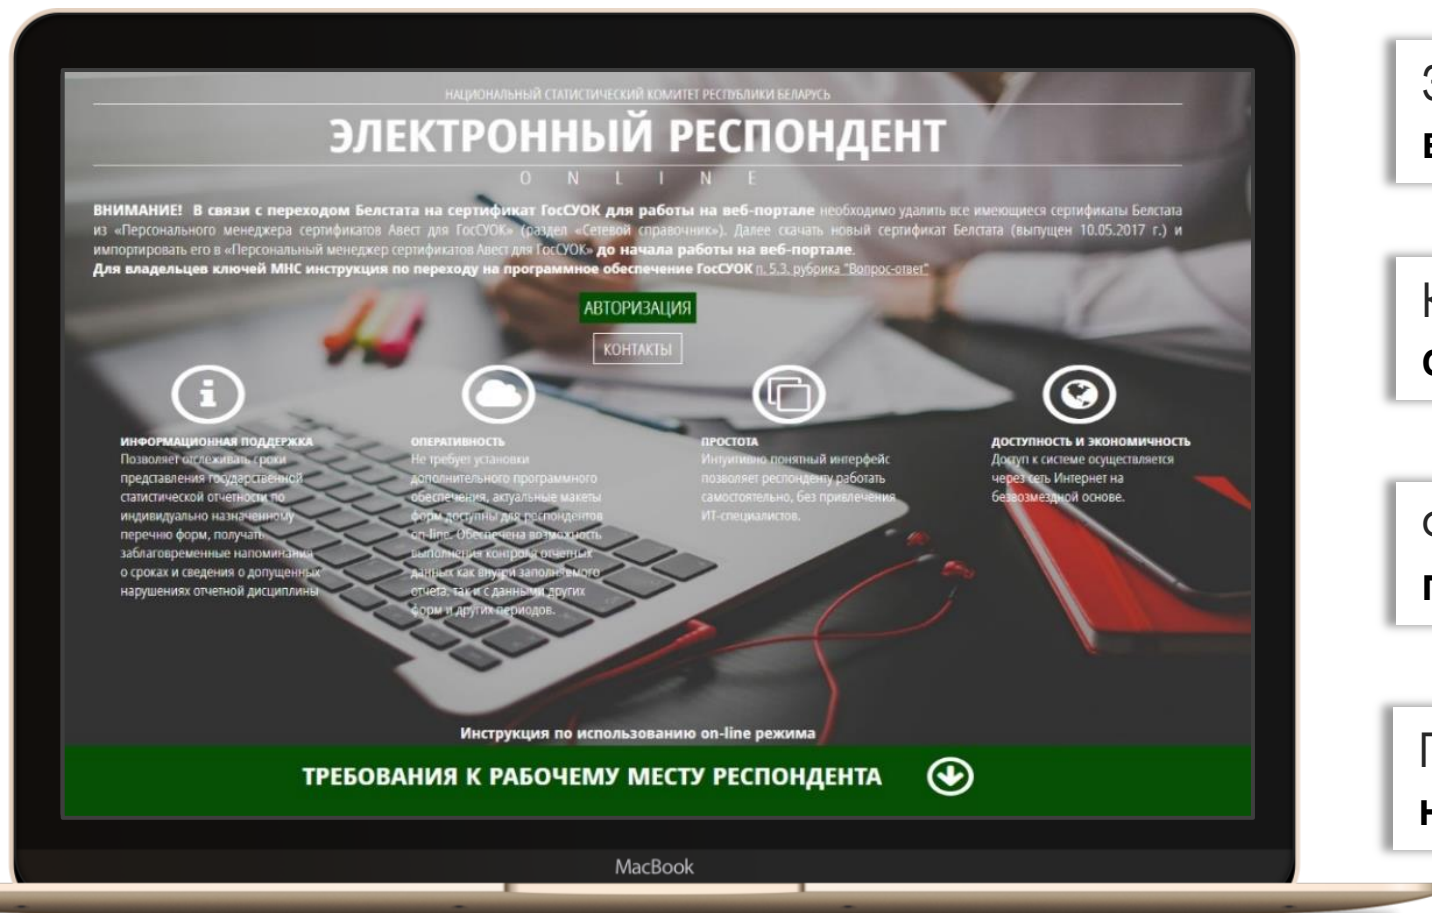 НАЦИОНАЛЬНЫЙ СТАТИСТИЧЕСКИЙ КОМИТЕТ РЕСПУБЛИКИ БЕЛАРУСЬ
ЭЛЕКТРОННЫЙ РЕСПОНДЕНТ
O N L I N E
ВНИМАНИЕ! В связи с переходом Белстата на сертификат ГосСУОК для работы на веб-портале необходимо удалить все имеющиеся сертификаты Белстата
из «Персонального менеджера сертификатов Авест для ГосСУОК» (раздел «Сетевой справочник»). Далее скачать новый сертификат Белстата (выпущен 10.05.2017 г.) и
импортировать его в «Персональный менеджер сертификатов Авест для ГосСУОК» до начала работы на веб-портале.
Для владельцев ключей МНС инструкция по переходу на программное обеспечение ГосСУОК п. 5.3. рубрика "Вопрос-ответ"
АВТОРИЗАЦИЯ
КОНТАКТЫ
ИНФОРМАЦИОННАЯ ПОДДЕРЖКА
Позволяет отслеживать сроки
представления государственной
статистической отчетности по
индивидуально назначенному
перечню форм, получать
заблаговременные напоминания
о сроках и сведения о допущенных
нарушениях отчетной дисциплины
ОПЕРАТИВНОСТЬ
Не требует установки
дополнительного программного
обеспечения, актуальные макеты
форм доступны для респондентов
on-line. Обеспечена возможность
выполнения контроля отчетных
данных как внутри заполняемого
отчета, так и с данными других
форм и других периодов.
ПРОСТОТА
Интуитивно понятный интерфейс
позволяет респонденту работать
самостоятельно, без привлечения
ИТ-специалистов.
ДОСТУПНОСТЬ И ЭКОНОМИЧНОСТЬ
Доступ к системе осуществляется
через сеть Интернет на
безвозмездной основе.
Инструкция по использованию on-line режима
ТРЕБОВАНИЯ К РАБОЧЕМУ МЕСТУ РЕСПОНДЕНТА
MacBook